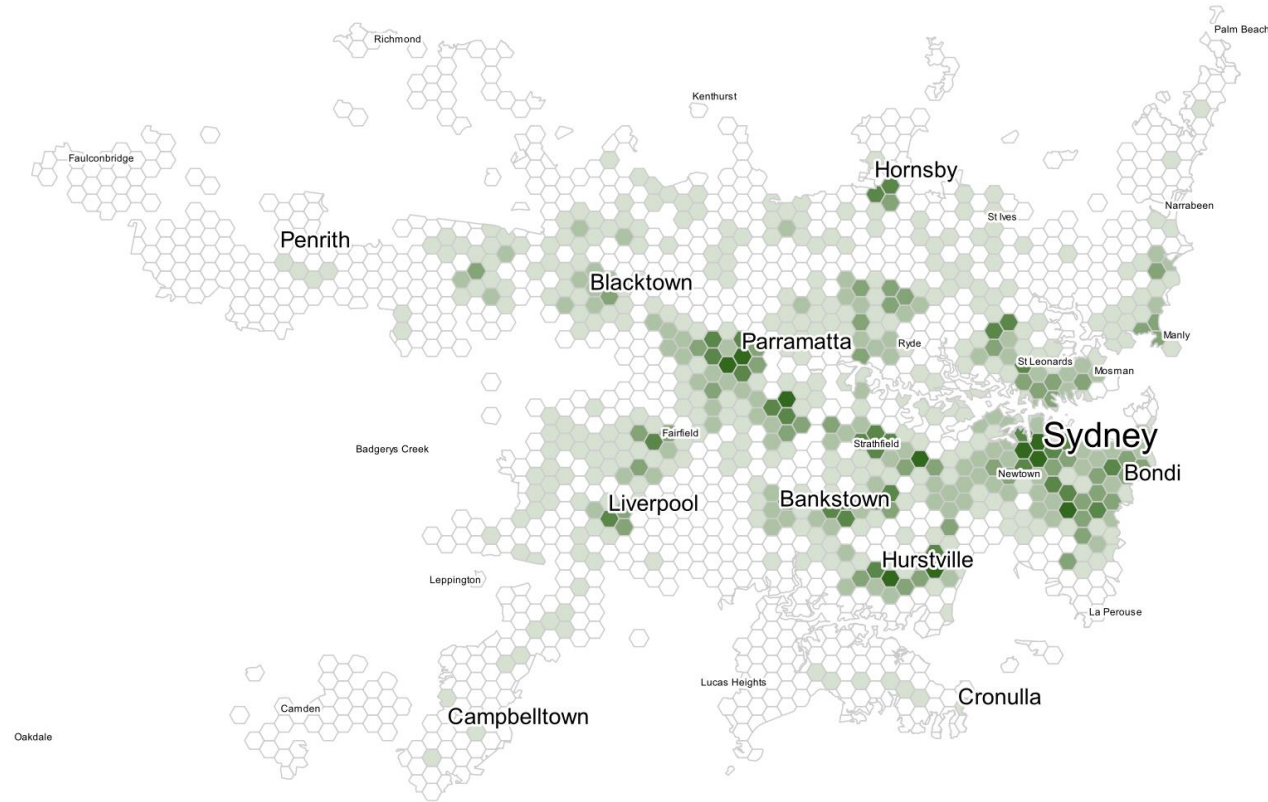 Palm Beach
Richmond
Kenthurst
Faulconbridge
Hornsby
Narrabeen
St Ives
Penrith
Blacktown
Manly
Parramatta
Ryde
St Leonards
Mosman
Fairfield
Sydney
Strathfield
Badgerys Creek
Newtown
Bondi
Bankstown
Liverpool
Hurstville
Leppington
La Perouse
Lucas Heights
Cronulla
Camden
Campbelltown
Oakdale